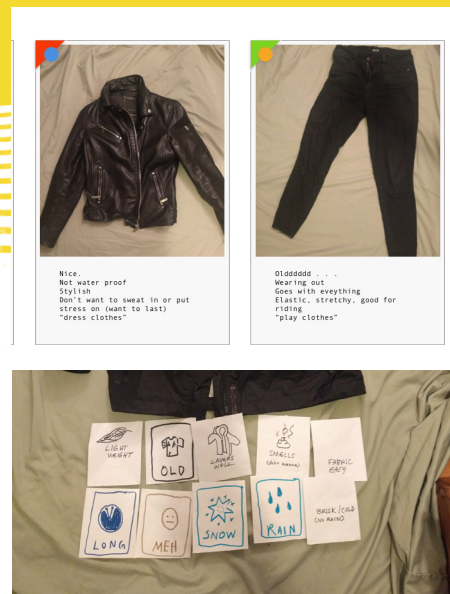 Nice.
Not water proof
Stylish
Don't want to sweat in or put
stress on (want to last)
"dress clothes"
Olddddd . . .
Wearing out
Goes with eveything
Elastic, stretchy, good for
riding
"play clothes"
LIGHT
WEIGHT
OLD
LAYERS
WELL
SMELLS
FABRIC
EASY
LONG
MEH
SNOW
RAIN
BRISK/COLD
(NO RAIN)